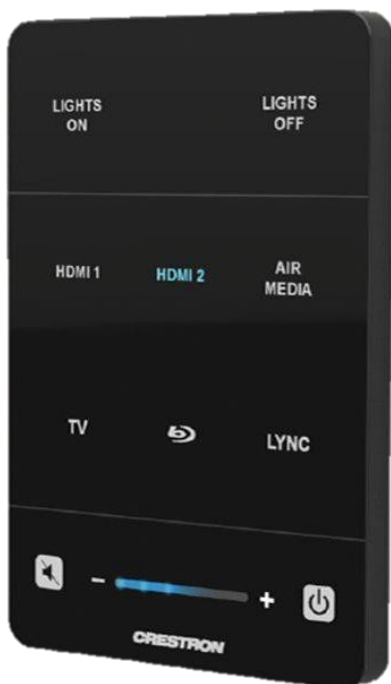 LIGHTS
ON
LIGHTS
OFF
HDMI 1
HDMI 2
AIR
MEDIA
TV
LYNC
-
+
CRESTRON